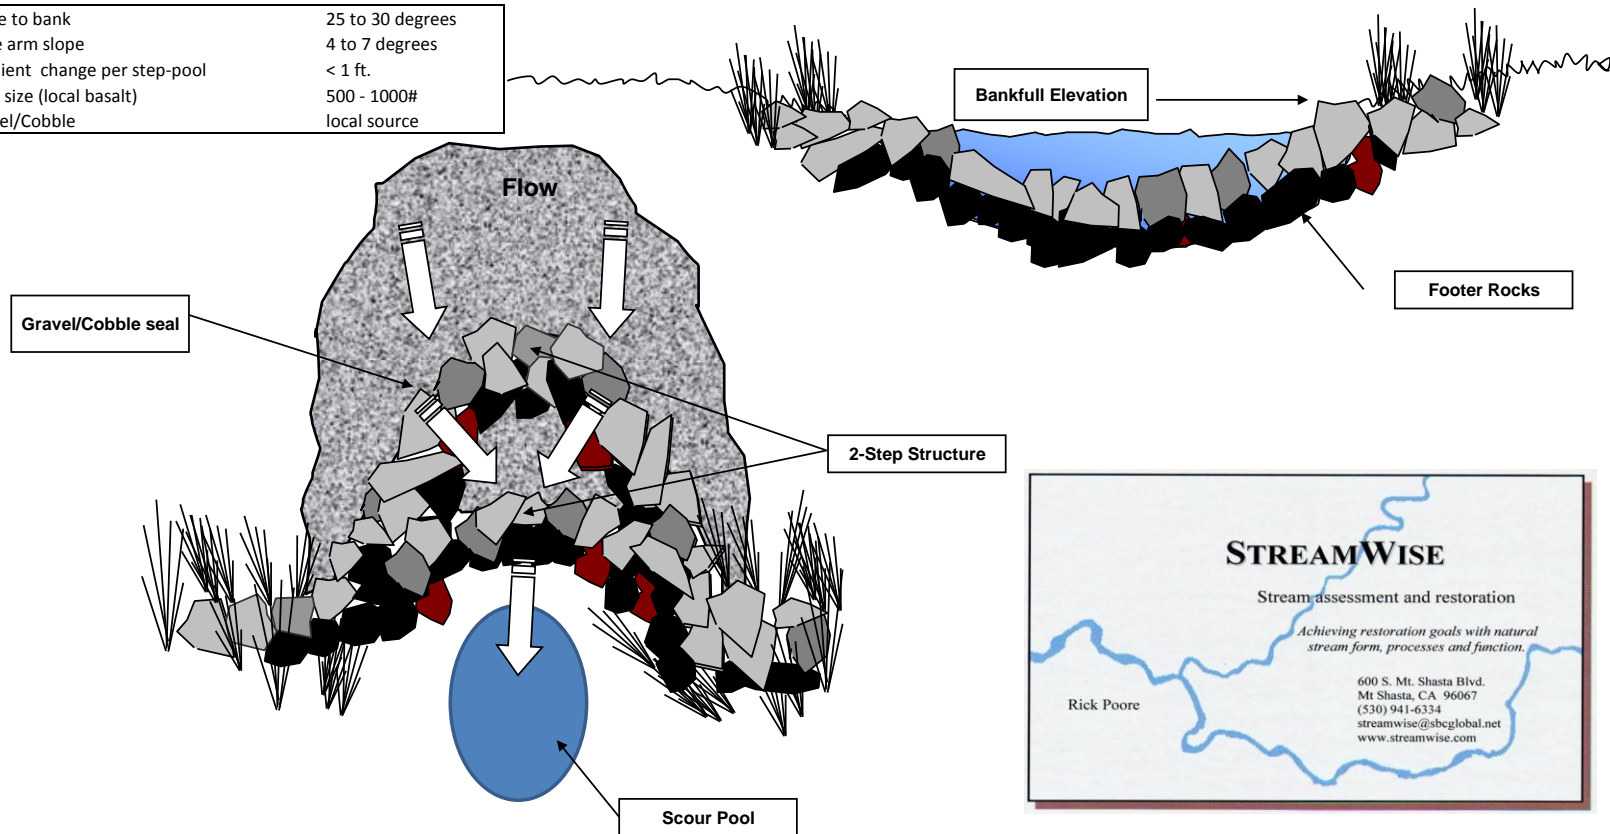 e to bank 25 to 30 degrees
e arm slope 4 to 7 degrees
ient change per step-pool < 1 ft.
size (local basalt) 500 - 1000#
el/Cobble local source
Bankfull Elevation
Flow
Footer Rocks
Gravel/Cobble seal
2-Step Structure
STREAMWISE
Stream assessment and restoration
Achieving restoration goals with natural
stream form, processes and function.
600 S. Mt. Shasta Blvd.
Mt Shasta, CA 96067
(530) 941-6334
streamwise@sbcglobal.net
www.streamwise.com
Rick Poore
Scour Pool